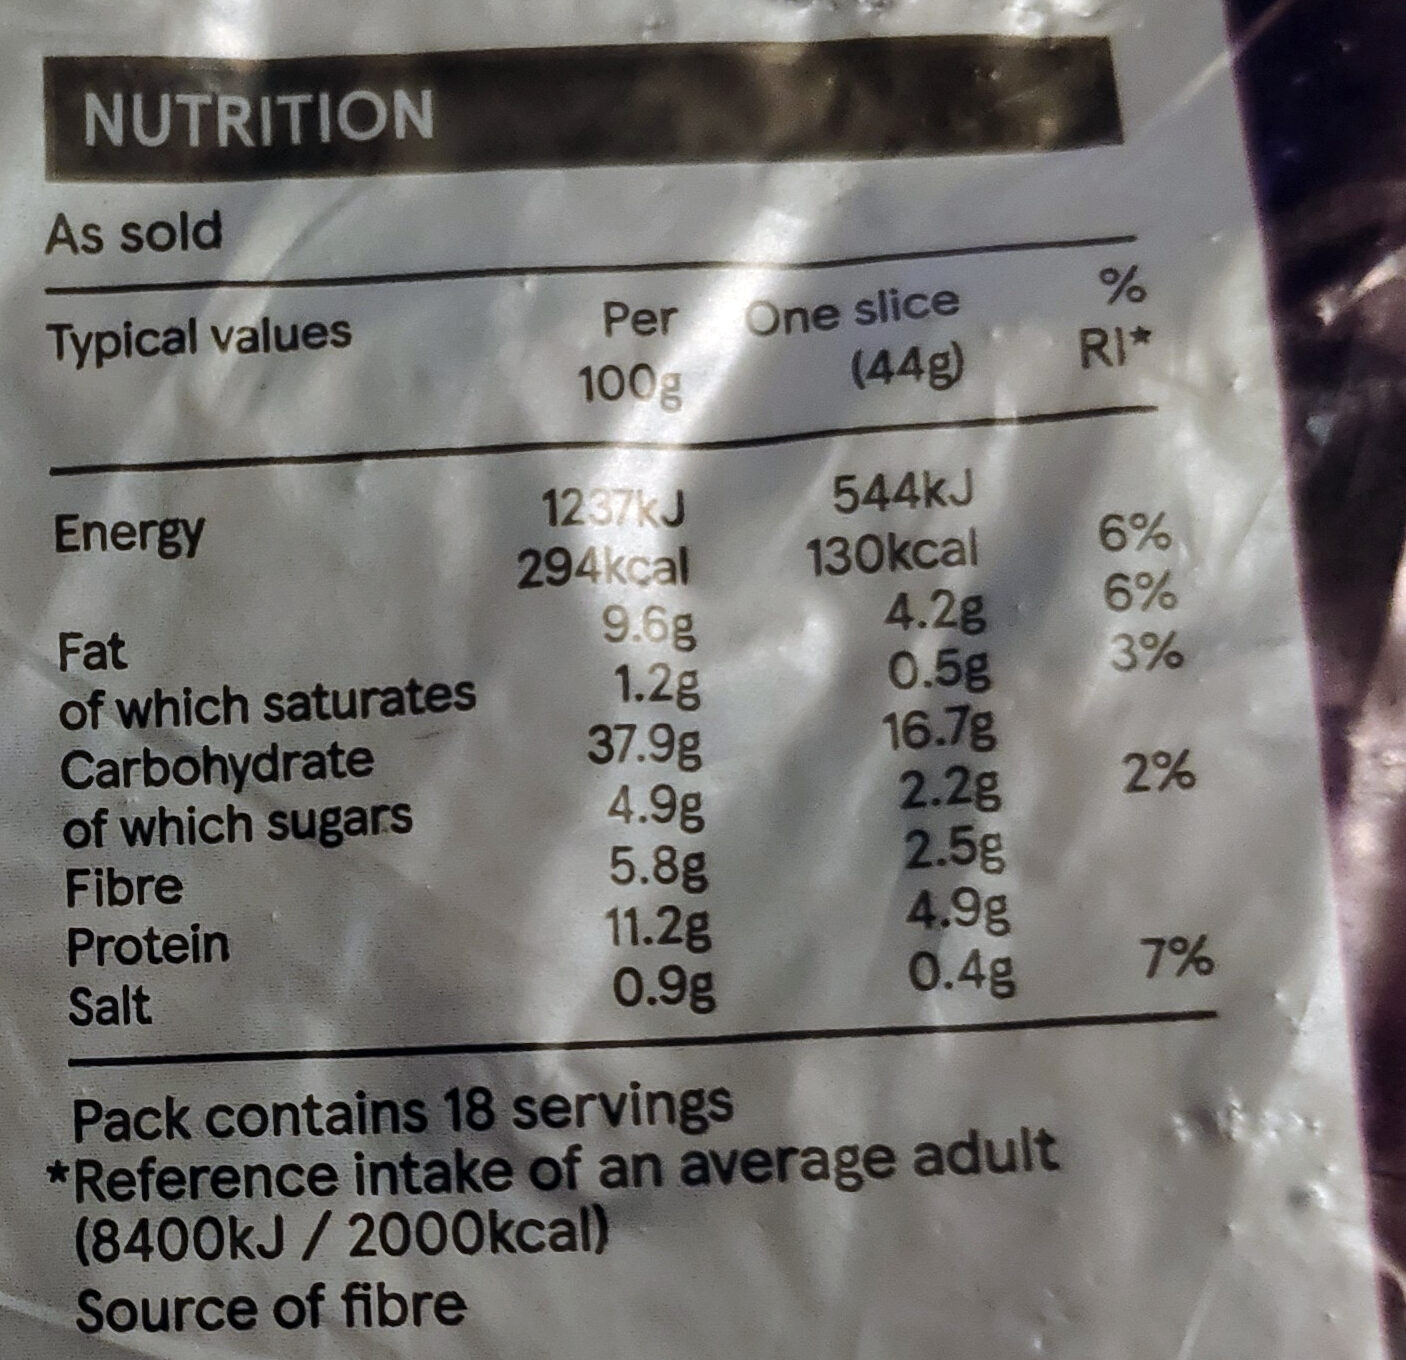 NUTRITION
As sold
Typical values Per 100g One slice (44g) % RI*
Energy 1237kJ 544kJ
294kcal 130kcal 6%
Fat 9.6g 4.2g 6%
of which saturates 1.2g 0.5g 3%
Carbohydrate 37.9g 16.7g
of which sugars 4.9g 2.2g 2%
Fibre 5.8g 2.5g
Protein 11.2g 4.9g
Salt 0.9g 0.4g 7%
Pack contains 18 servings
*Reference intake of an average adult
(8400kJ / 2000kcal)
Source of fibre